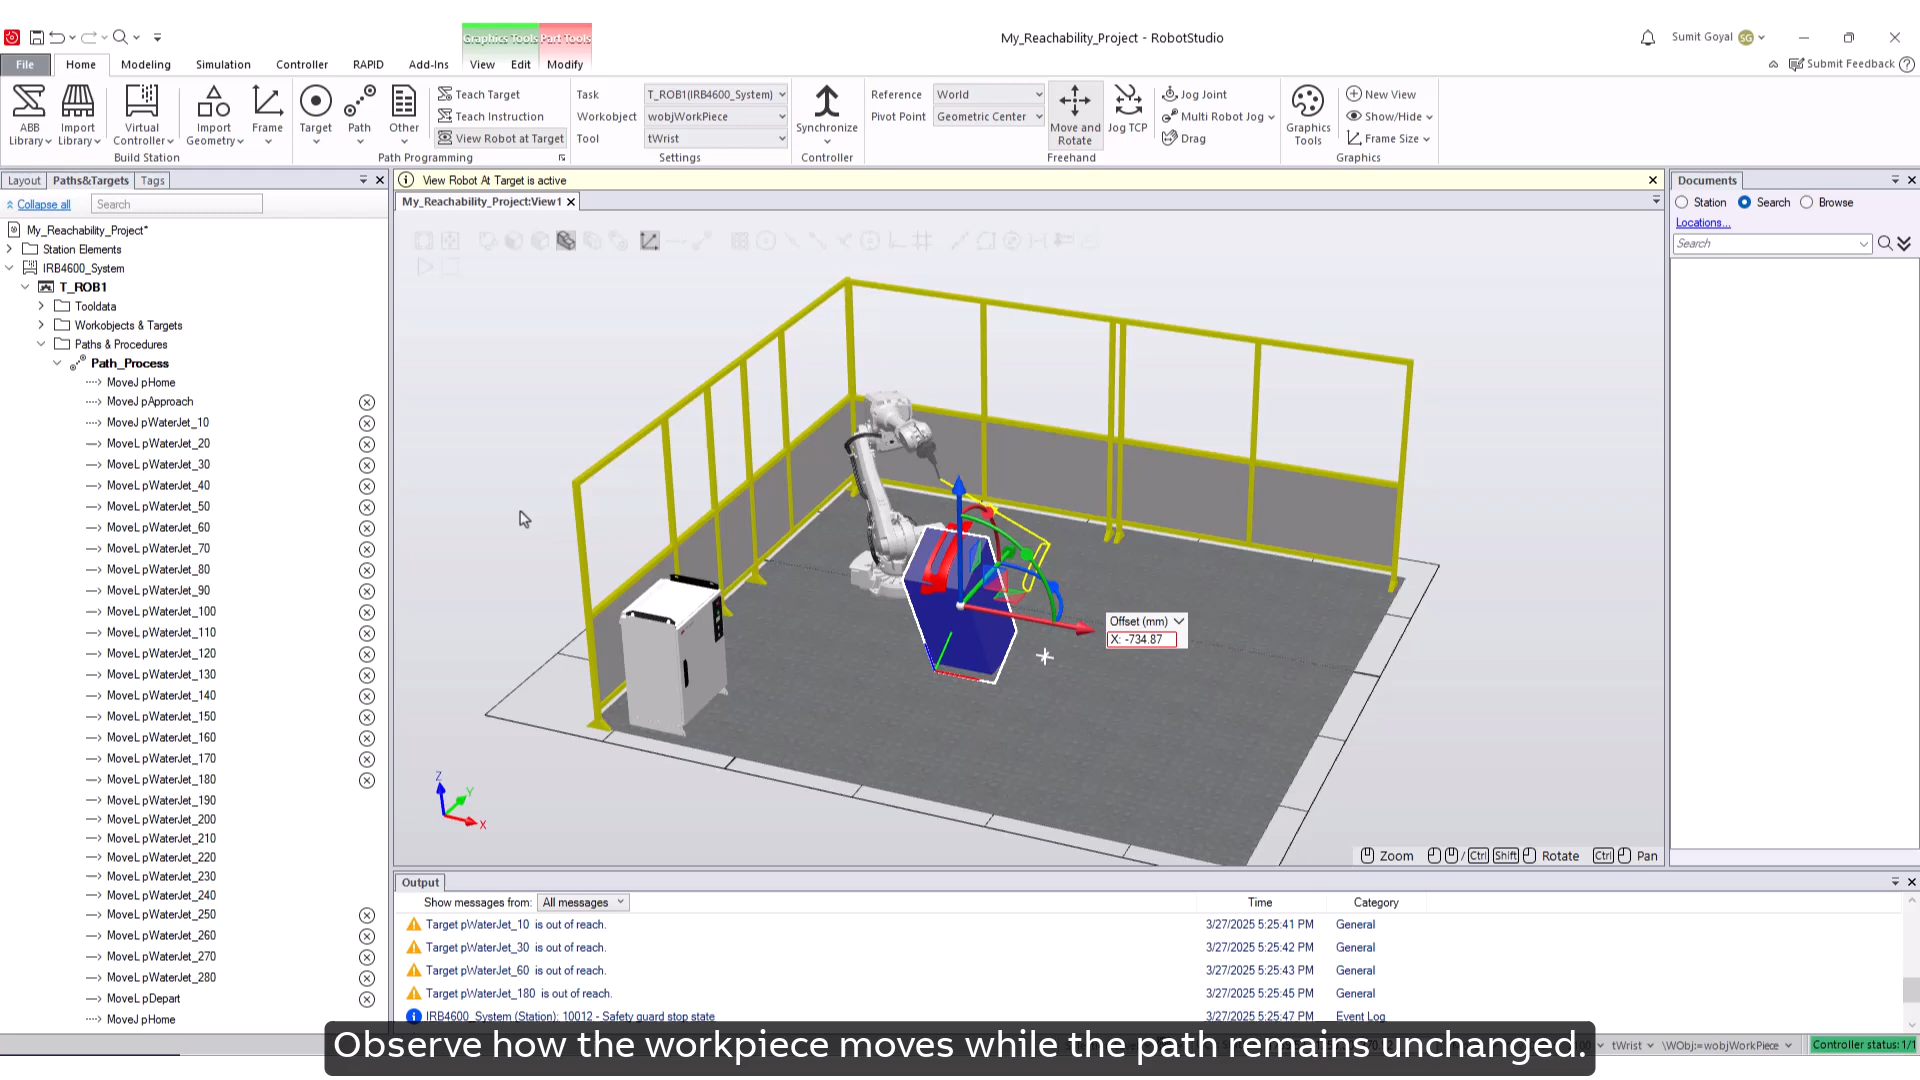 My_Reachability_Project - RobotStudio
Sumit Goyal
SG
Graphics Tools
Part Tools
File
Home
Modeling
Simulation
Controller
RAPID
Add-Ins
View
Edit
Modify
Submit Feedback
ABB Library
Import Library
Virtual Controller
Import Geometry
Frame
Build Station
Target
Path
Other
Teach Target
Teach Instruction
View Robot at Target
Path Programming
Task
T_ROB1(IRB4600_System)
Workobject
wobjWorkPiece
Tool
tWrist
Settings
Synchronize
Controller
Reference
World
Pivot Point
Geometric Center
Move and Rotate
Jog TCP
Jog Joint
Multi Robot Jog
Drag
Freehand
Graphics Tools
New View
Show/Hide
Frame Size
Graphics
Layout
Paths&Targets
Tags
Collapse all
Search
My_Reachability_Project*
Station Elements
IRB4600_System
T_ROB1
Tooldata
Workobjects & Targets
Paths & Procedures
Path_Process
MoveJ pHome
MoveJ pApproach
MoveJ pWaterJet_10
MoveL pWaterJet_20
MoveL pWaterJet_30
MoveL pWaterJet_40
MoveL pWaterJet_50
MoveL pWaterJet_60
MoveL pWaterJet_70
MoveL pWaterJet_80
MoveL pWaterJet_90
MoveL pWaterJet_100
MoveL pWaterJet_110
MoveL pWaterJet_120
MoveL pWaterJet_130
MoveL pWaterJet_140
MoveL pWaterJet_150
MoveL pWaterJet_160
MoveL pWaterJet_170
MoveL pWaterJet_180
MoveL pWaterJet_190
MoveL pWaterJet_200
MoveL pWaterJet_210
MoveL pWaterJet_220
MoveL pWaterJet_230
MoveL pWaterJet_240
MoveL pWaterJet_250
MoveL pWaterJet_260
MoveL pWaterJet_270
MoveL pWaterJet_280
MoveL pDepart
MoveJ pHome
View Robot At Target is active
My_Reachability_Project:View1
Offset (mm)
X: -734.87
Z
Y
X
Zoom
/ Ctrl Shift Rotate
Ctrl Pan
Documents
Station Search Browse
Locations...
Search
Output
Show messages from: All messages
Time
Category
Target pWaterJet_10 is out of reach. 3/27/2025 5:25:41 PM General
Target pWaterJet_30 is out of reach. 3/27/2025 5:25:42 PM General
Target pWaterJet_60 is out of reach. 3/27/2025 5:25:43 PM General
Target pWaterJet_180 is out of reach. 3/27/2025 5:25:45 PM General
IRB4600_System (Station): 10012 - Safety guard stop state 3/27/2025 5:25:47 PM Event Log
Observe how the workpiece moves while the path remains unchanged.
tWrist
\WObj:=wobjWorkPiece
Controller status: 1/1